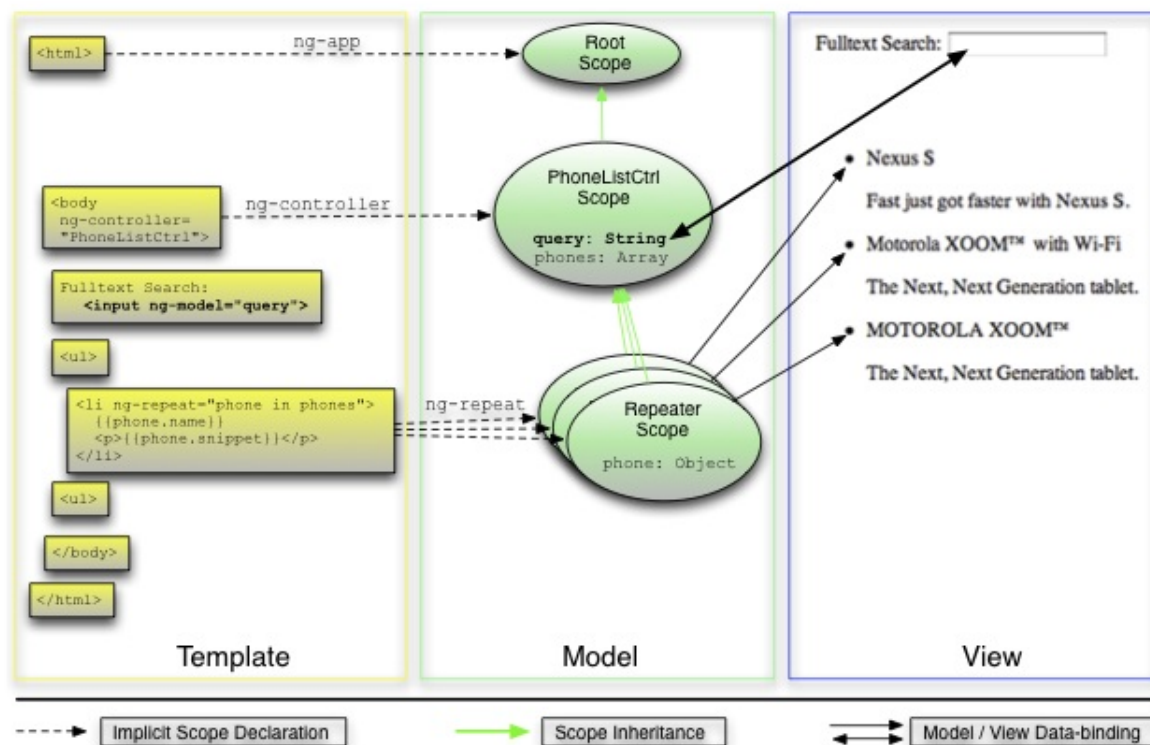 <html>
ng-app
Root
Scope
<body
ng-controller=
"PhoneListCtrl">
ng-controller
PhoneListCtrl
Scope
query: String
phones: Array
Fulltext Search:
<input ng-model="query">
<ul>
<li ng-repeat="phone in phones">
{{phone.name}}
<p>{{phone.snippet}}</p>
</li>
ng-repeat
Repeater
Scope
phone: Object
<ul>
</body>
</html>
Fulltext Search:
Nexus S
Fast just got faster with Nexus S.
Motorola XOOM™ with Wi-Fi
The Next, Next Generation tablet.
MOTOROLA XOOM™
The Next, Next Generation tablet.
Template
Model
View
Implicit Scope Declaration
Scope Inheritance
Model / View Data-binding